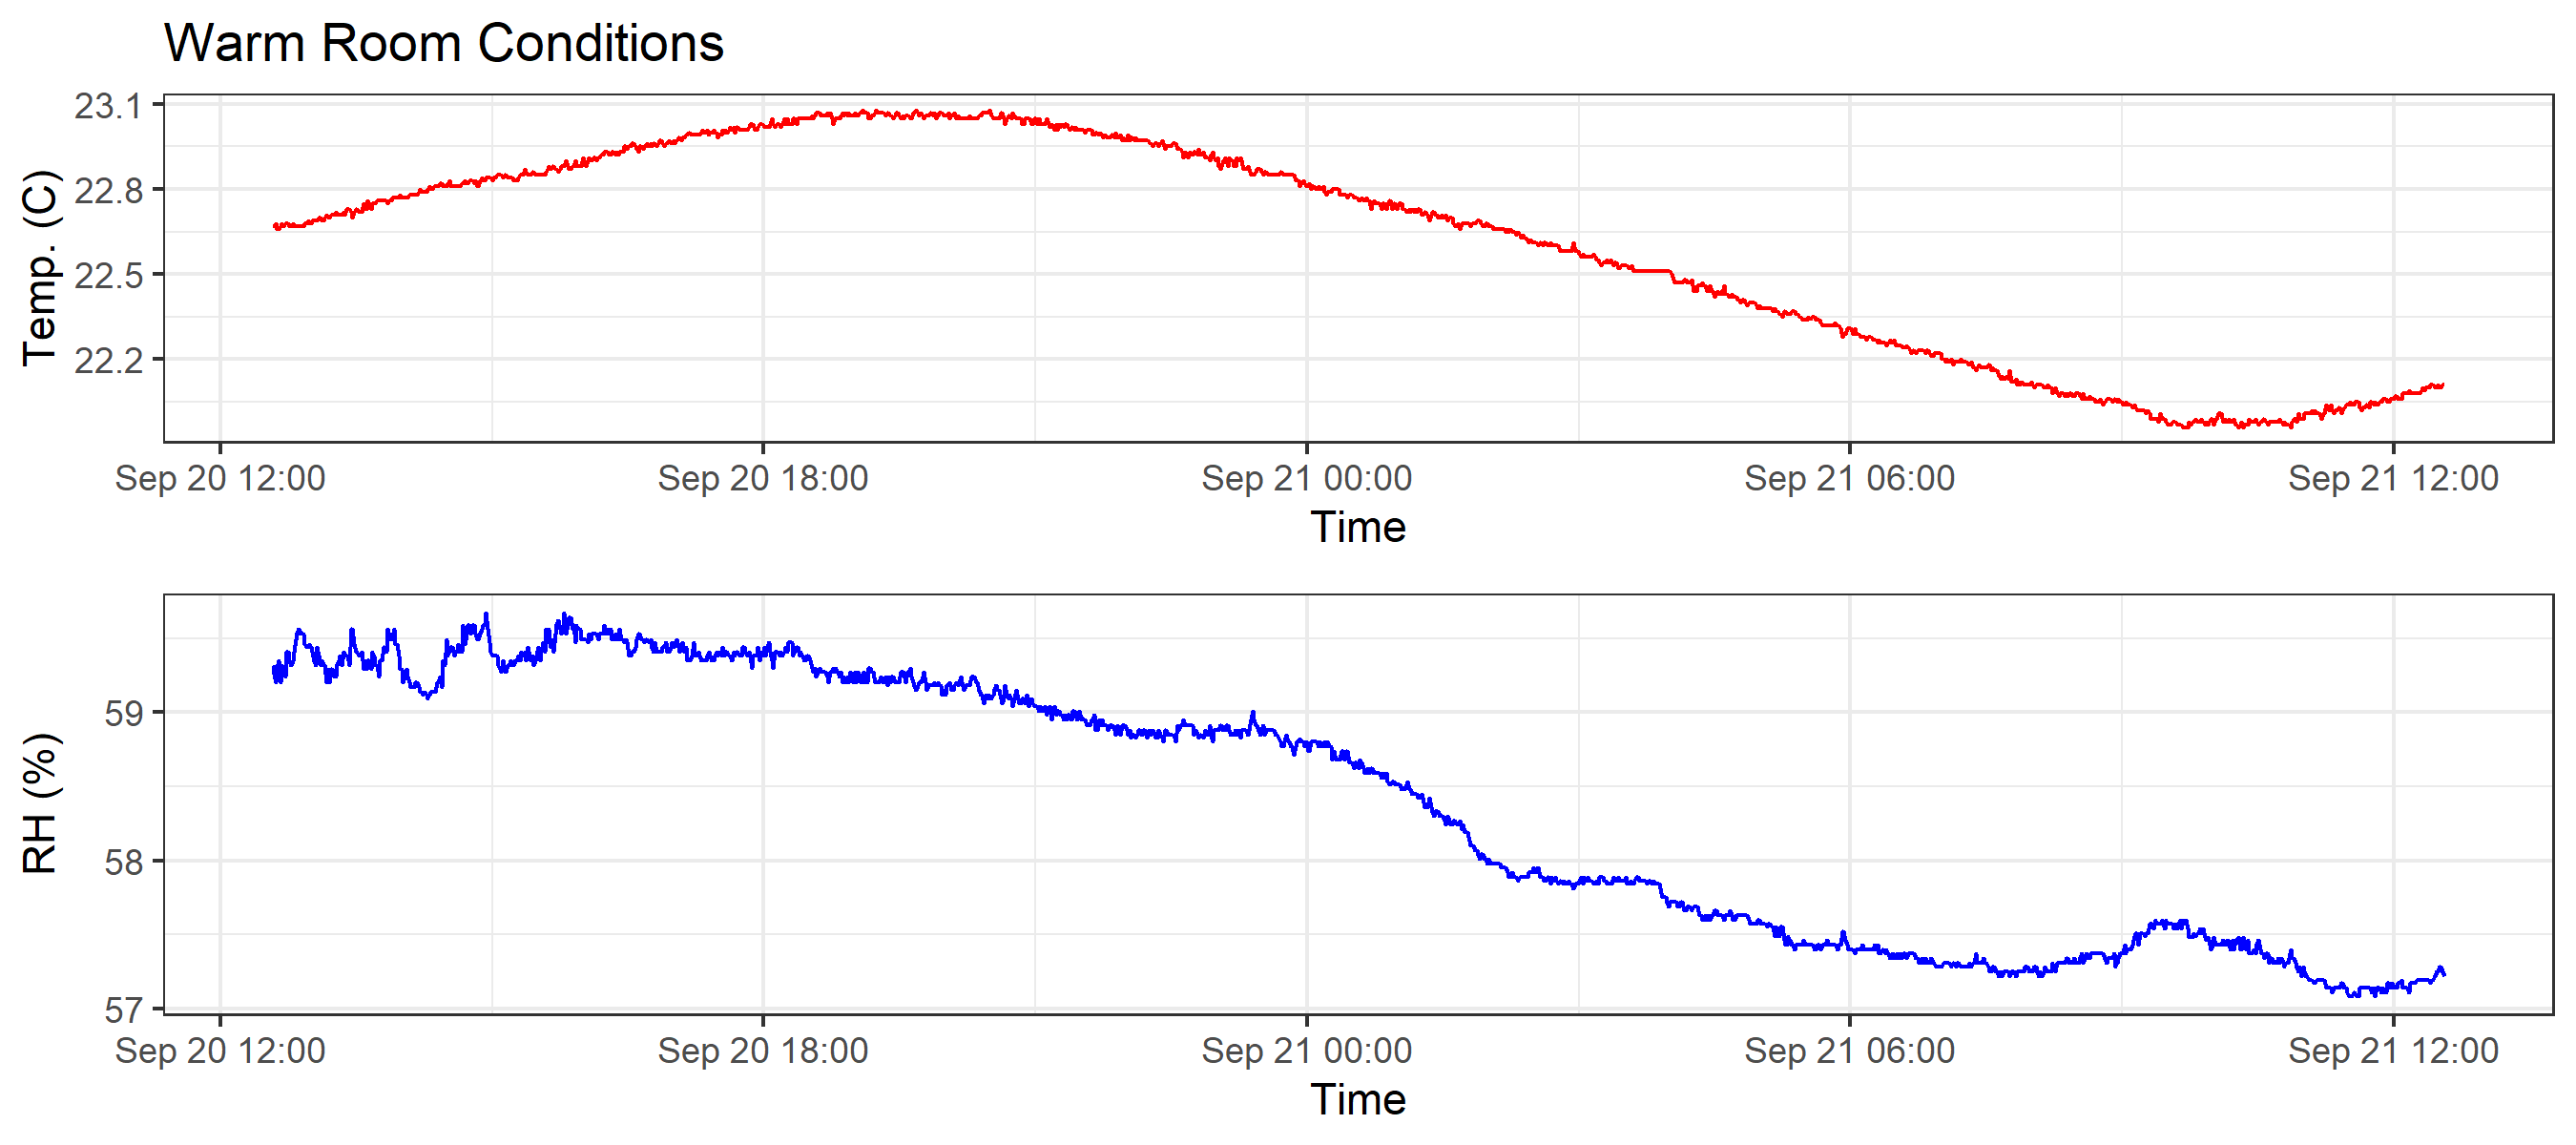 Warm Room Conditions
Temp. (C)
23.1
22.8
22.5
22.2
Sep 20 12:00 Sep 20 18:00 Sep 21 00:00 Sep 21 06:00 Sep 21 12:00
Time
RH (%)
59
58
57
Sep 20 12:00 Sep 20 18:00 Sep 21 00:00 Sep 21 06:00 Sep 21 12:00
Time